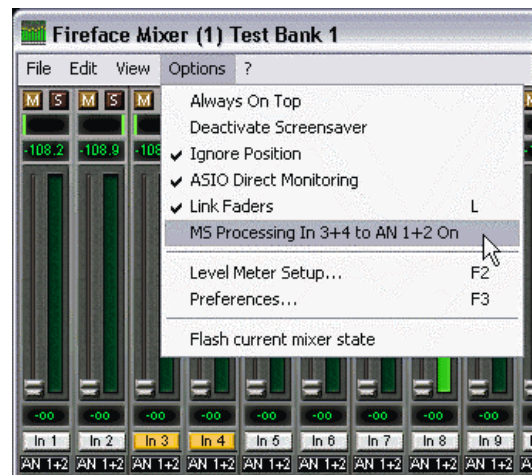 Fireface Mixer (1) Test Bank 1
File Edit View Options ?
M S M S M
-108.2 -108.9 -108
Always On Top
Deactivate Screensaver
✔ Ignore Position
✔ ASIO Direct Monitoring
✔ Link Faders L
MS Processing In 3+4 to AN 1+2 On
Level Meter Setup... F2
Preferences... F3
Flash current mixer state
-oo -oo -oo -oo -oo -oo -oo -oo -oo
In 1 In 2 In 3 In 4 In 5 In 6 In 7 In 8 In 9
AN 1+2 AN 1+2 AN 1+2 AN 1+2 AN 1+2 AN 1+2 AN 1+2 AN 1+2 AN 1+2